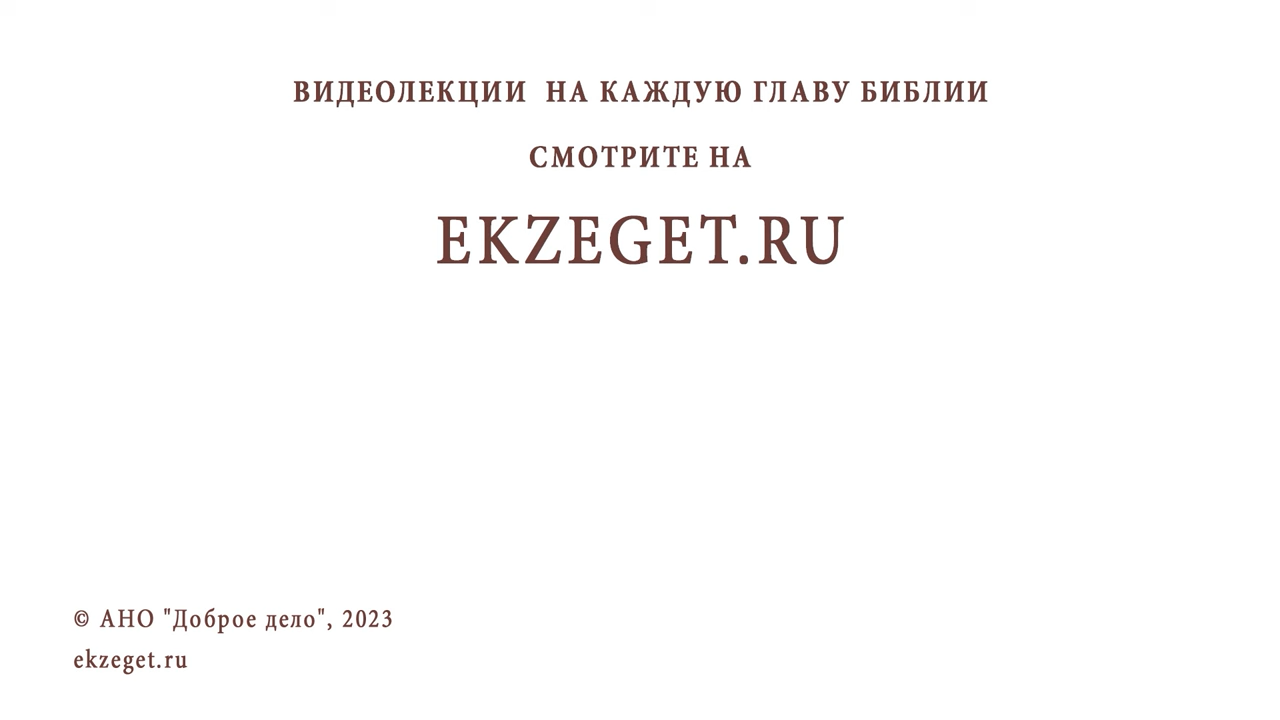 ВИДЕОЛЕКЦИИ НА КАЖДУЮ ГЛАВУ БИБЛИИ
СМОТРИТЕ НА
EKZEGET.RU
© АНО "Доброе дело", 2023
ekzeget.ru